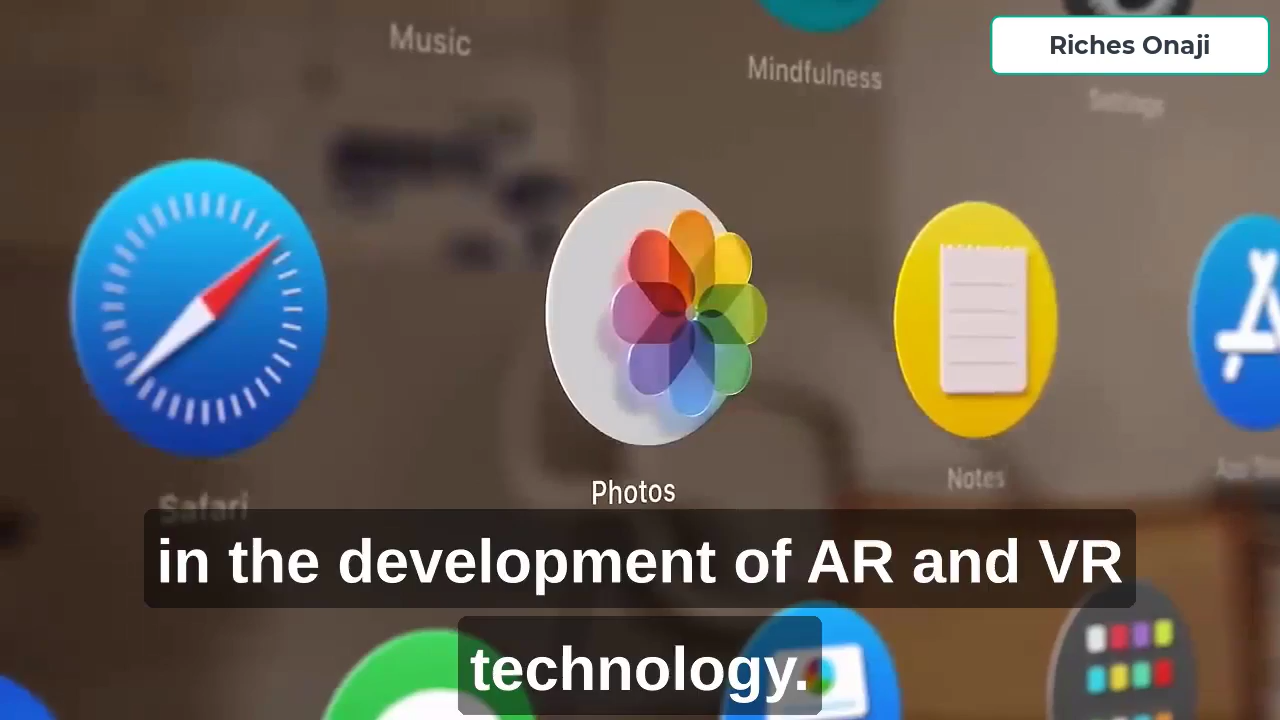 Music
Mindfulness
Riches Onaji
Settings
Photos
Notes
Safari
in the development of AR and VR
technology.